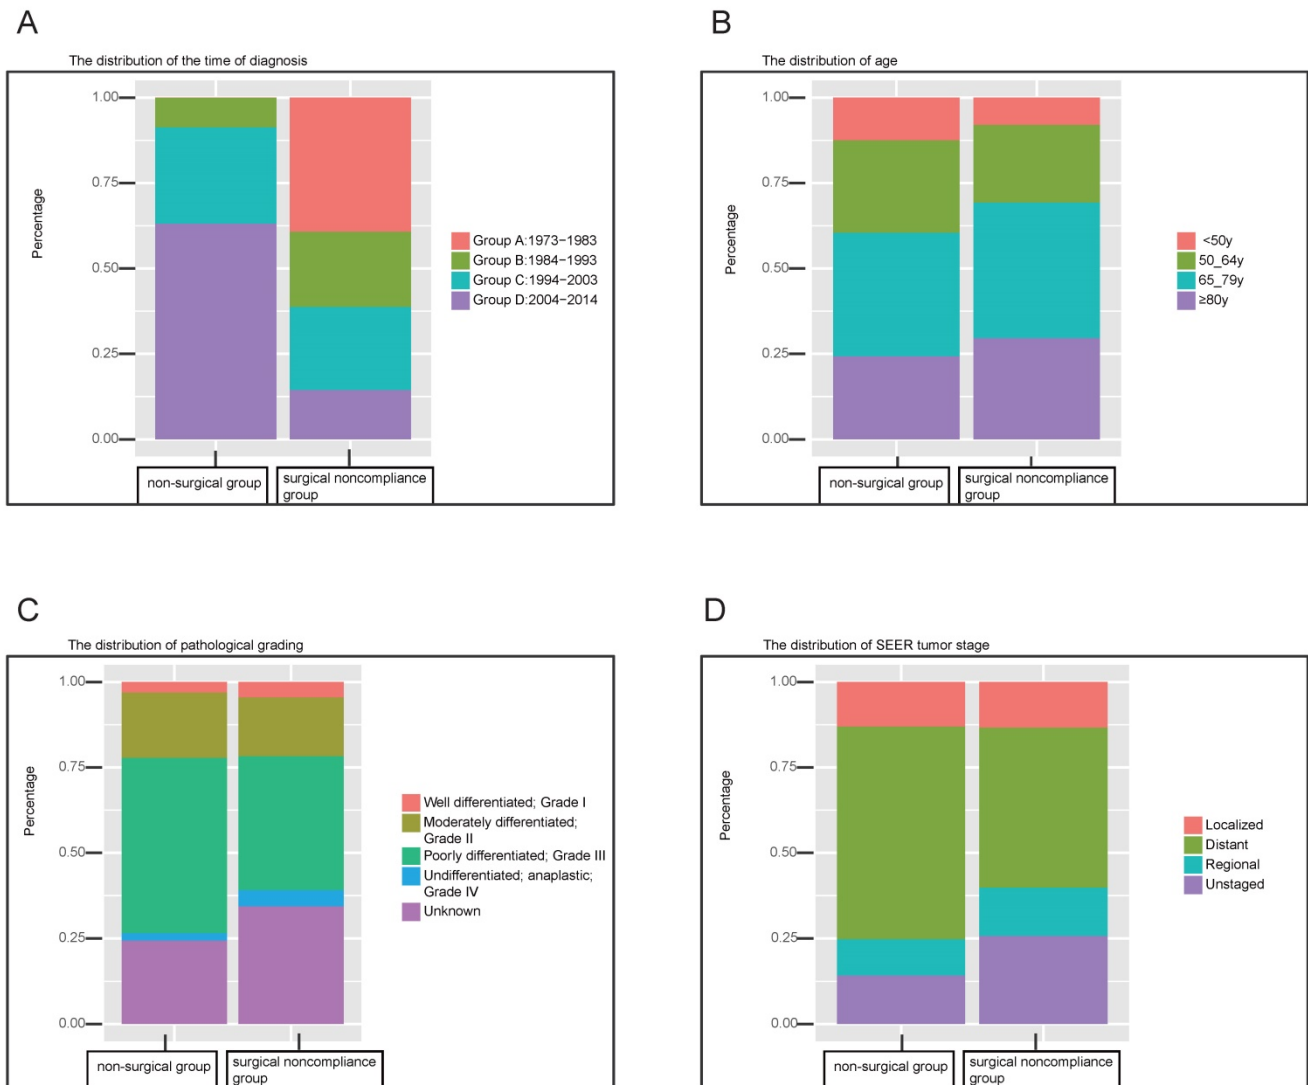 A
The distribution of the time of diagnosis
Percentage
1.00
0.75
0.50
0.25
0.00
Group A:1973−1983
Group B:1984−1993
Group C:1994−2003
Group D:2004−2014
non-surgical group
surgical noncompliance
group
B
The distribution of age
Percentage
1.00
0.75
0.50
0.25
0.00
<50y
50_64y
65_79y
≥80y
non-surgical group
surgical noncompliance
group
C
The distribution of pathological grading
Percentage
1.00
0.75
0.50
0.25
0.00
Well differentiated; Grade I
Moderately differentiated;
Grade II
Poorly differentiated; Grade III
Undifferentiated; anaplastic;
Grade IV
Unknown
non-surgical group
surgical noncompliance
group
D
The distribution of SEER tumor stage
Percentage
1.00
0.75
0.50
0.25
0.00
Localized
Distant
Regional
Unstaged
non-surgical group
surgical noncompliance
group